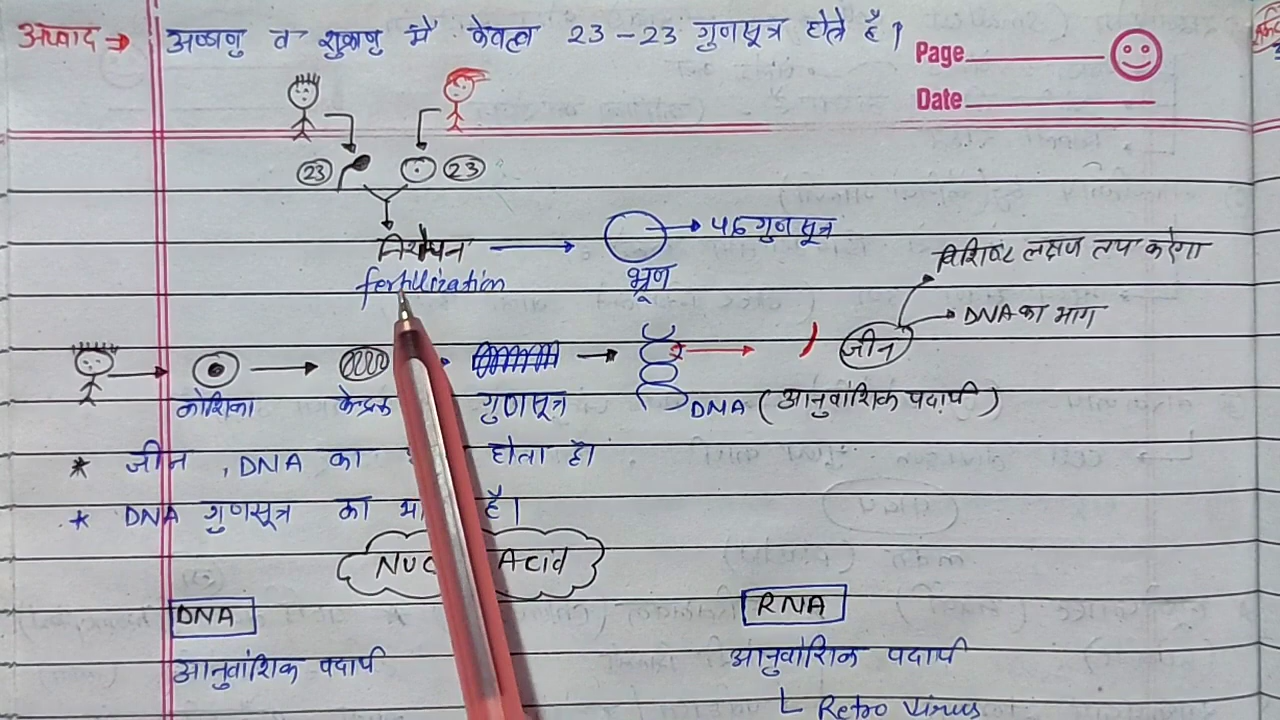 अपवाद → अण्डाणु व शुक्राणु में केवल 23-23 गुणसूत्र होते है।
Page
Date
23 23
निषेचन → 46 गुणसूत्र
fertilization भ्रूण
विशिष्ट लक्षण तय करेगा
DNA का भाग
जीन
कोशिका केन्द्रक गुणसूत्र DNA (आनुवांशिक पदार्थ)
* जीन , DNA का होता है।
* DNA गुणसूत्र का है।
Acid
DNA RNA
आनुवांशिक पदार्थ आनुवांशिक पदार्थ
Retro Virus